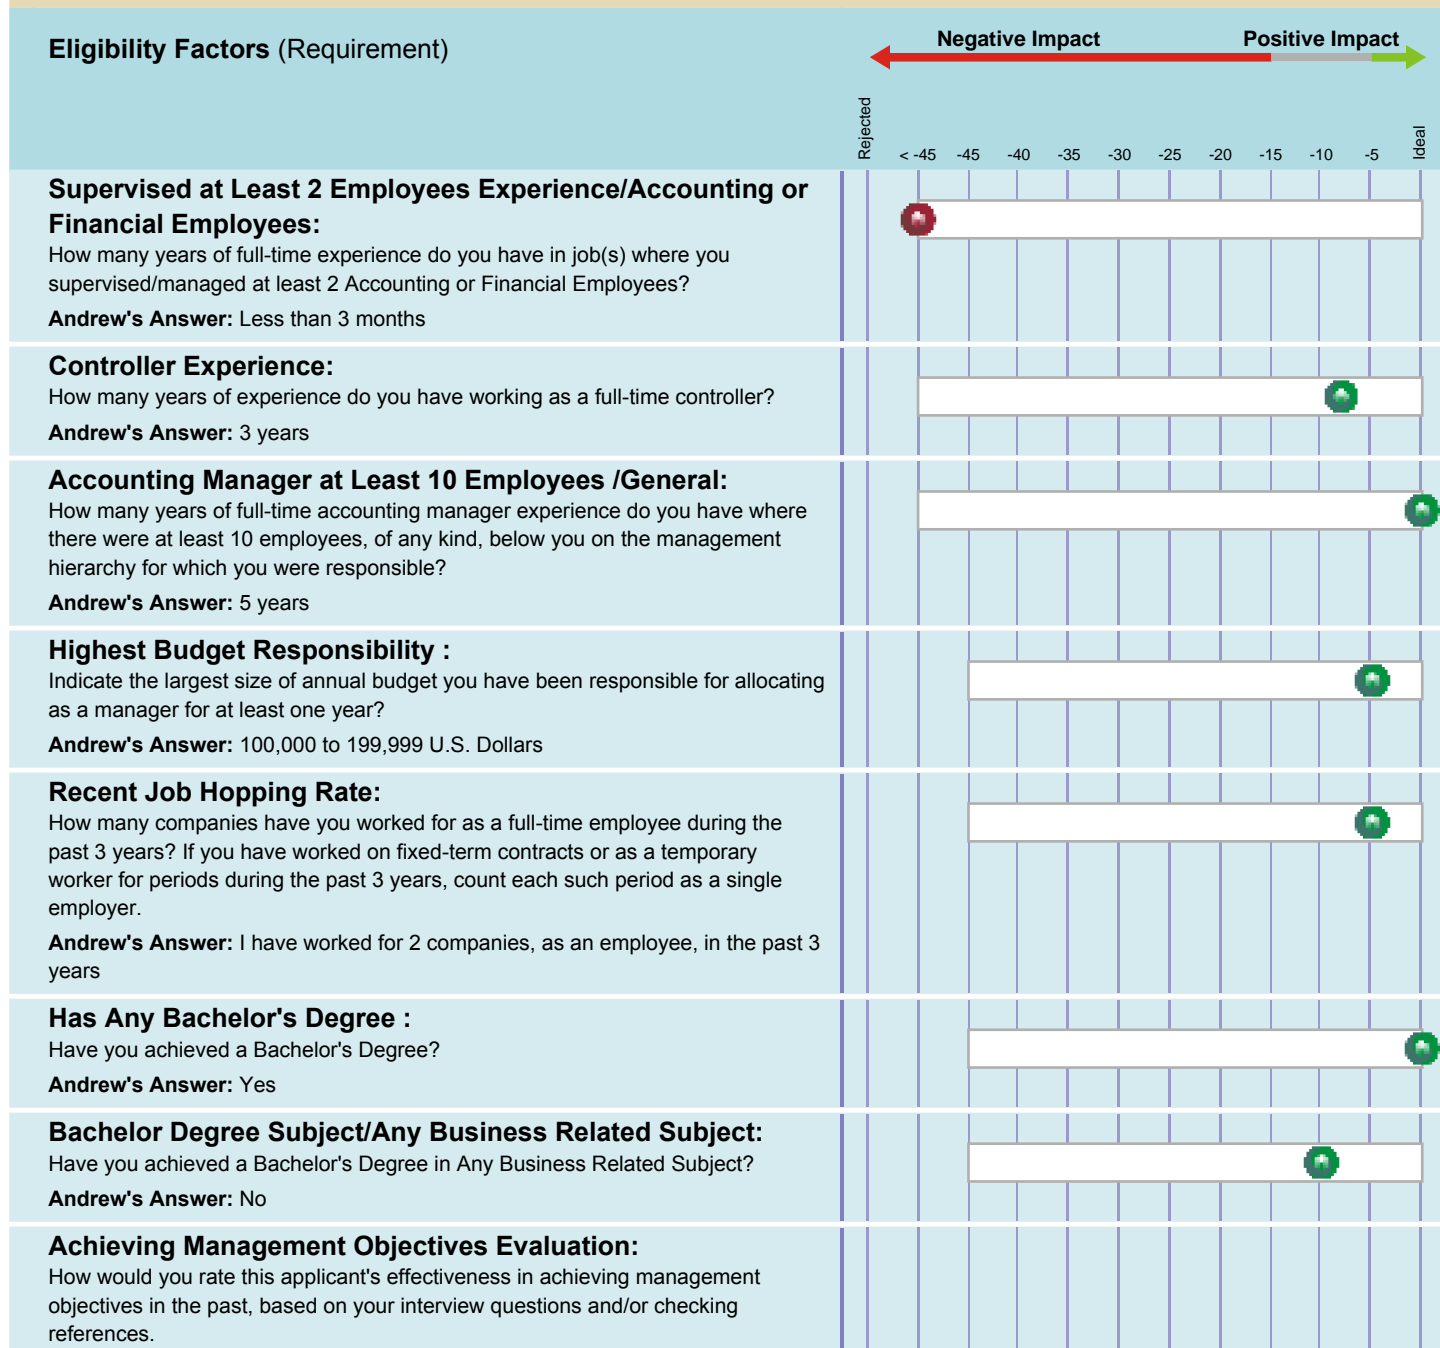 Eligibility Factors (Requirement)
Negative Impact
Positive Impact
Rejected
< -45 -45 -40 -35 -30 -25 -20 -15 -10 -5
Ideal
Supervised at Least 2 Employees Experience/Accounting or
Financial Employees:
How many years of full-time experience do you have in job(s) where you
supervised/managed at least 2 Accounting or Financial Employees?
Andrew's Answer: Less than 3 months
Controller Experience:
How many years of experience do you have working as a full-time controller?
Andrew's Answer: 3 years
Accounting Manager at Least 10 Employees /General:
How many years of full-time accounting manager experience do you have where
there were at least 10 employees, of any kind, below you on the management
hierarchy for which you were responsible?
Andrew's Answer: 5 years
Highest Budget Responsibility :
Indicate the largest size of annual budget you have been responsible for allocating
as a manager for at least one year?
Andrew's Answer: 100,000 to 199,999 U.S. Dollars
Recent Job Hopping Rate:
How many companies have you worked for as a full-time employee during the
past 3 years? If you have worked on fixed-term contracts or as a temporary
worker for periods during the past 3 years, count each such period as a single
employer.
Andrew's Answer: I have worked for 2 companies, as an employee, in the past 3
years
Has Any Bachelor's Degree :
Have you achieved a Bachelor's Degree?
Andrew's Answer: Yes
Bachelor Degree Subject/Any Business Related Subject:
Have you achieved a Bachelor's Degree in Any Business Related Subject?
Andrew's Answer: No
Achieving Management Objectives Evaluation:
How would you rate this applicant's effectiveness in achieving management
objectives in the past, based on your interview questions and/or checking
references.